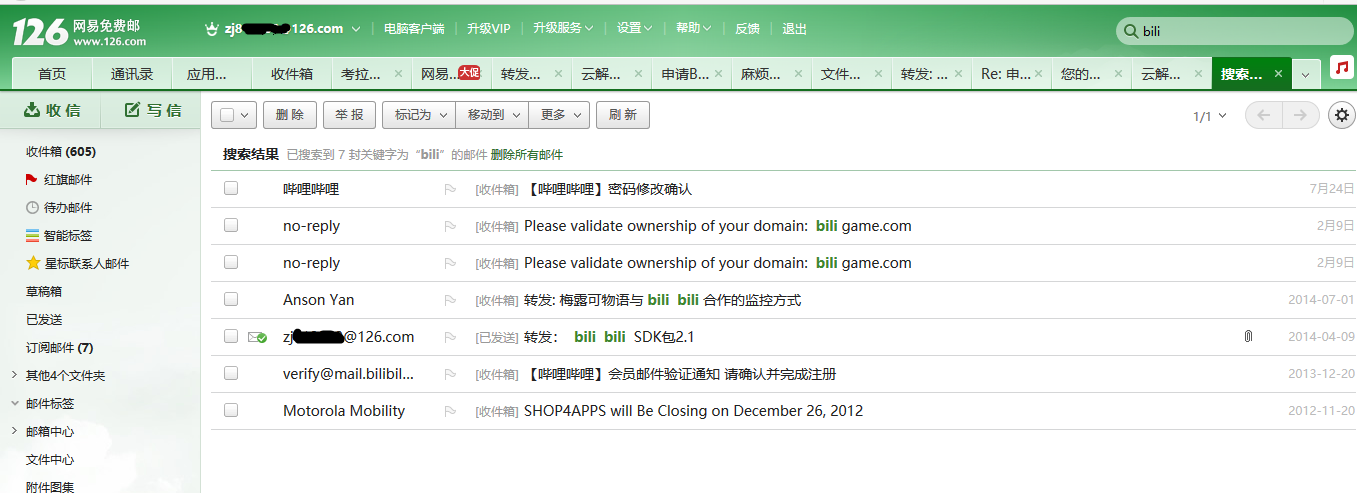 126 网易免费邮
www.126.com
zj8 126.com 电脑客户端 升级VIP 升级服务 设置 帮助 反馈 退出
bili
首页 通讯录 应用... 收件箱 考拉... 网易... 大促 转发... 云解... 申请B... 麻烦... 文件... 转发: ... Re: 申... 您的... 云解... 搜索...
收信 写信
删除 举报 标记为 移动到 更多 刷新 1/1
搜索结果 已搜索到 7 封关键字为 “bili” 的邮件 删除所有邮件
收件箱 (605)
红旗邮件
待办邮件
智能标签
星标联系人邮件
草稿箱
已发送
订阅邮件 (7)
其他4个文件夹
邮件标签
邮箱中心
文件中心
附件图集
哔哩哔哩 [收件箱] 【哔哩哔哩】密码修改确认 7月24日
no-reply [收件箱] Please validate ownership of your domain: bili game.com 2月9日
no-reply [收件箱] Please validate ownership of your domain: bili game.com 2月9日
Anson Yan [收件箱] 转发: 梅露可物语与 bili bili 合作的监控方式 2014-07-01
zj @126.com [已发送] 转发： bili bili SDK包2.1 2014-04-09
verify@mail.bilibil... [收件箱] 【哔哩哔哩】会员邮件验证通知 请确认并完成注册 2013-12-20
Motorola Mobility [收件箱] SHOP4APPS will Be Closing on December 26, 2012 2012-11-20